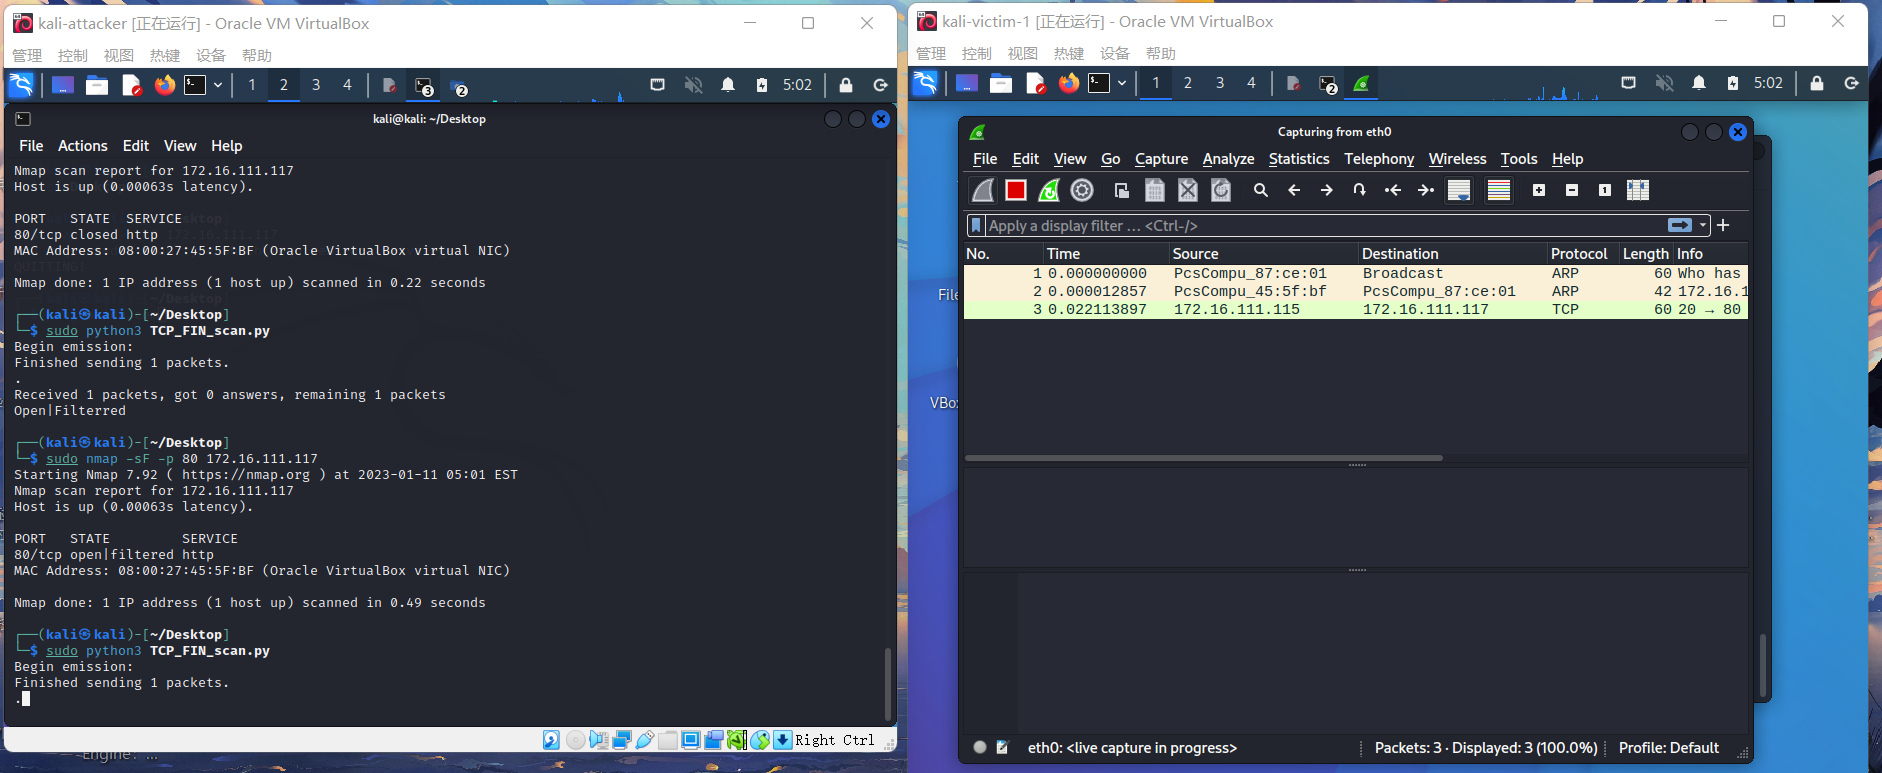 kali-attacker [正在运行] - Oracle VM VirtualBox
管理 控制 视图 热键 设备 帮助
1 2 3 4 3 2 5:02
kali@kali: ~/Desktop
File Actions Edit View Help
Nmap scan report for 172.16.111.117
Host is up (0.00063s latency).
PORT STATE SERVICE
80/tcp closed http
MAC Address: 08:00:27:45:5F:BF (Oracle VirtualBox virtual NIC)
Nmap done: 1 IP address (1 host up) scanned in 0.22 seconds
┌──(kali㉿kali)-[~/Desktop]
└─$ sudo python3 TCP_FIN_scan.py
Begin emission:
Finished sending 1 packets.
.
Received 1 packets, got 0 answers, remaining 1 packets
Open|Filterred
┌──(kali㉿kali)-[~/Desktop]
└─$ sudo nmap -sF -p 80 172.16.111.117
Starting Nmap 7.92 ( https://nmap.org ) at 2023-01-11 05:01 EST
Nmap scan report for 172.16.111.117
Host is up (0.00063s latency).
PORT STATE SERVICE
80/tcp open|filtered http
MAC Address: 08:00:27:45:5F:BF (Oracle VirtualBox virtual NIC)
Nmap done: 1 IP address (1 host up) scanned in 0.49 seconds
┌──(kali㉿kali)-[~/Desktop]
└─$ sudo python3 TCP_FIN_scan.py
Begin emission:
Finished sending 1 packets.
.
Right Ctrl
Engine: ...
kali-victim-1 [正在运行] - Oracle VM VirtualBox
管理 控制 视图 热键 设备 帮助
1 2 3 4 2 5:02
File
VBox
Capturing from eth0
File Edit View Go Capture Analyze Statistics Telephony Wireless Tools Help
Apply a display filter ... <Ctrl-/>
No. Time Source Destination Protocol Length Info
1 0.000000000 PcsCompu_87:ce:01 Broadcast ARP 60 Who has
2 0.000012857 PcsCompu_45:5f:bf PcsCompu_87:ce:01 ARP 42 172.16.1
3 0.022113897 172.16.111.115 172.16.111.117 TCP 60 20 → 80
eth0: <live capture in progress> Packets: 3 · Displayed: 3 (100.0%) Profile: Default